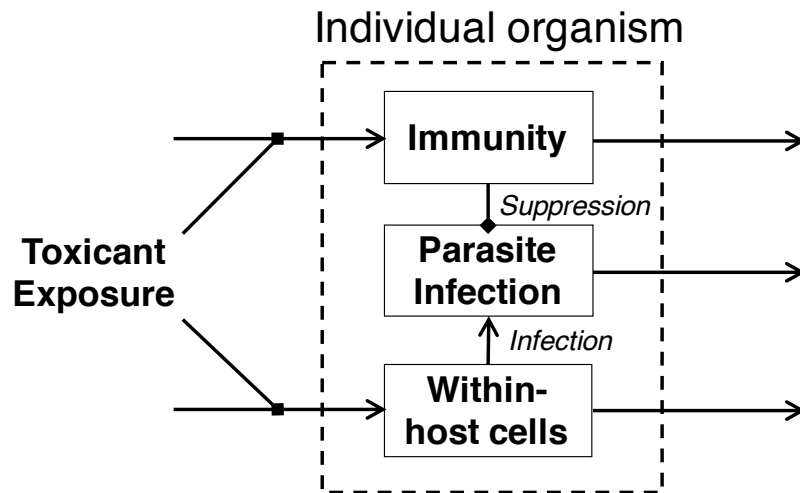 Individual organism
Immunity
Suppression
Toxicant
Exposure
Parasite
Infection
Infection
Within-
host cells